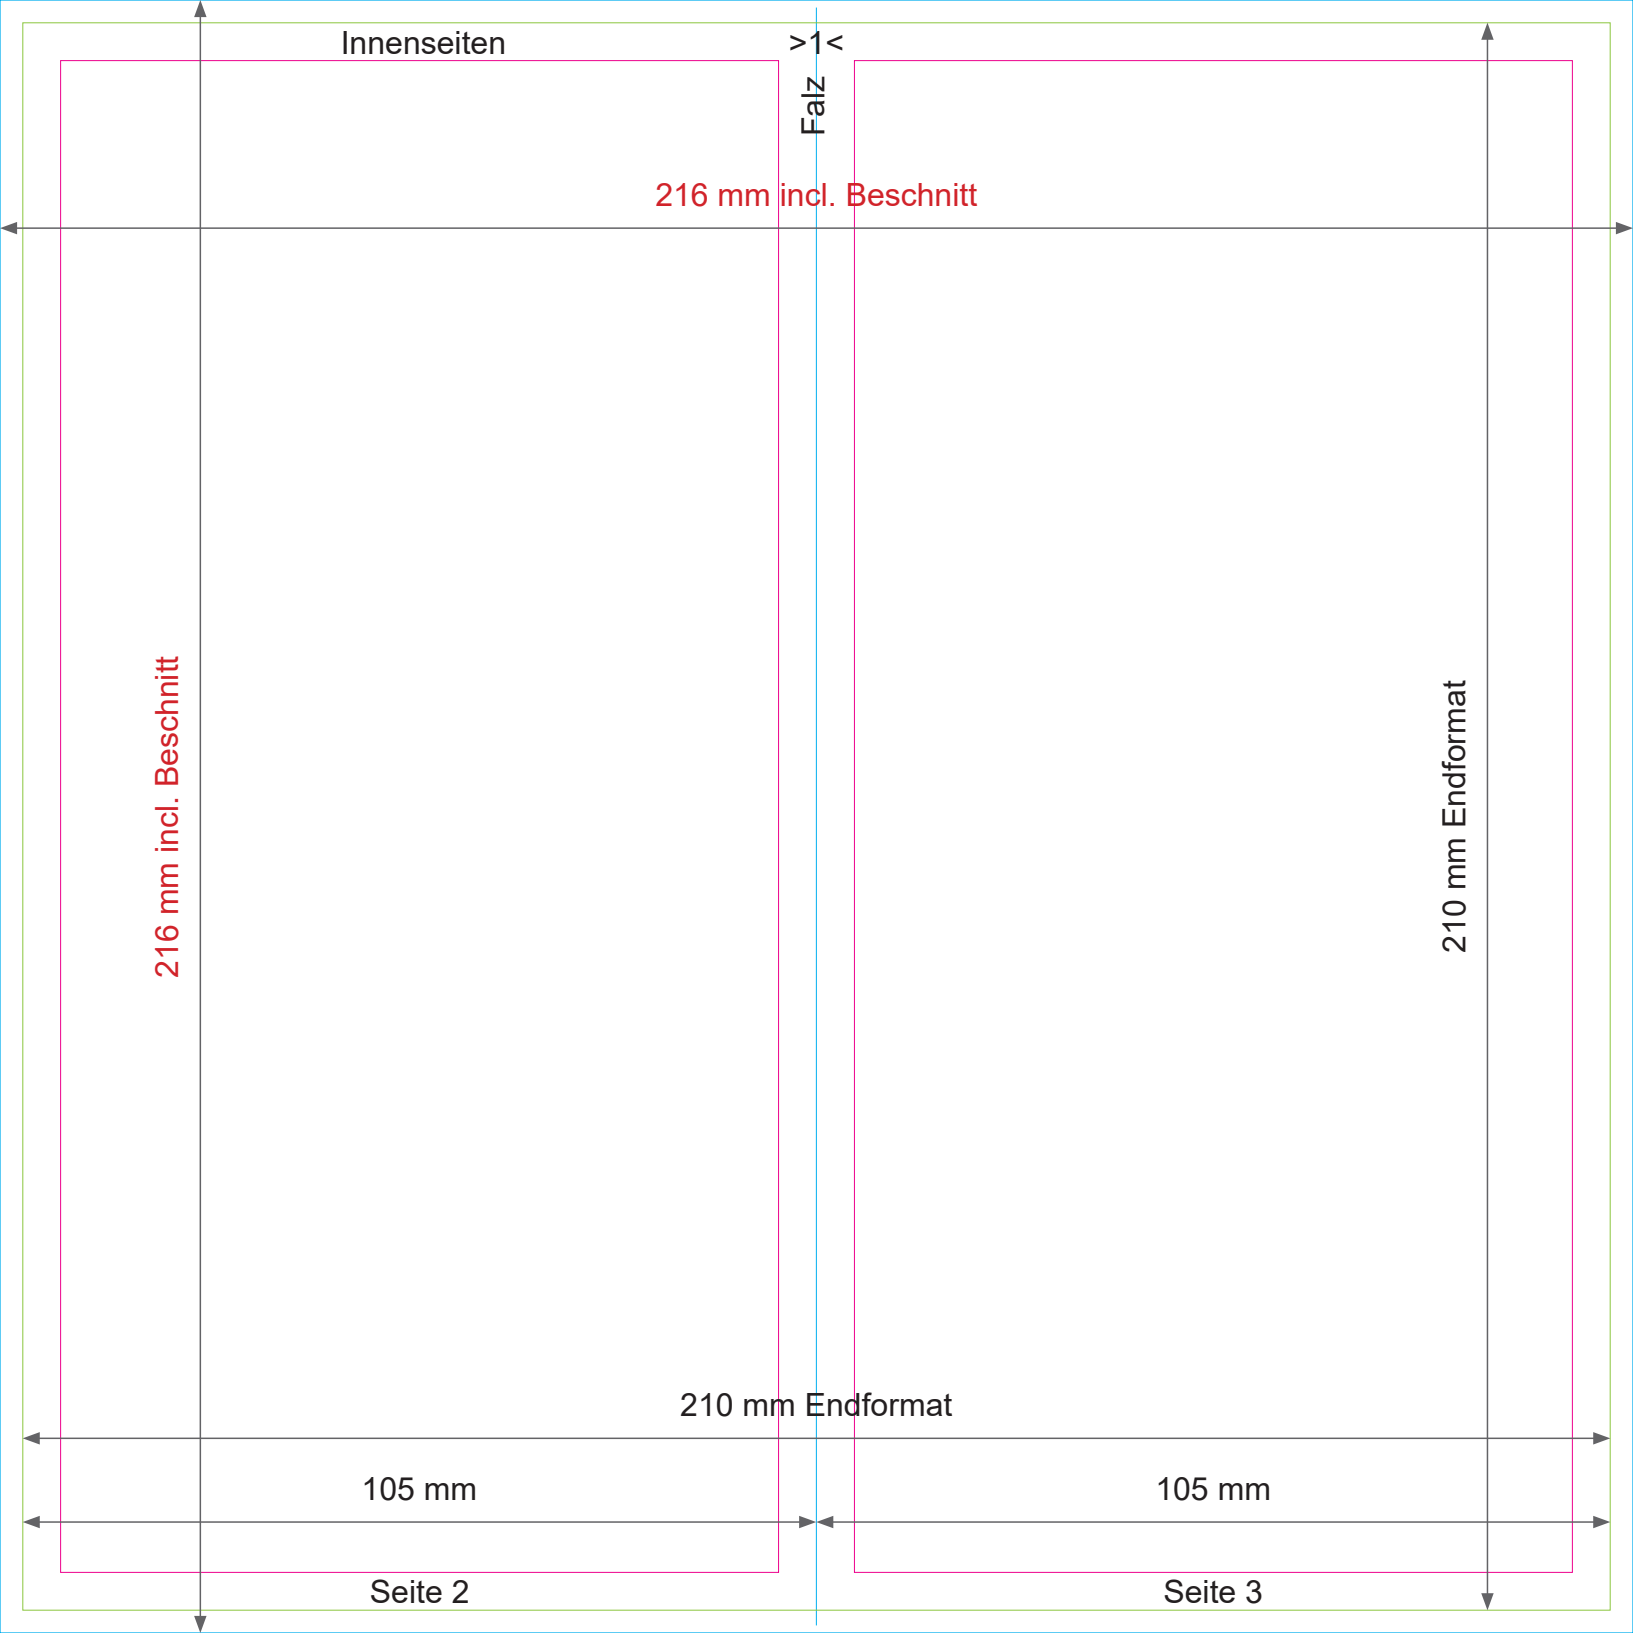 Innenseiten
>1<
Falz
216 mm incl. Beschnitt
216 mm incl. Beschnitt
210 mm Endformat
210 mm Endformat
105 mm
105 mm
Seite 2
Seite 3